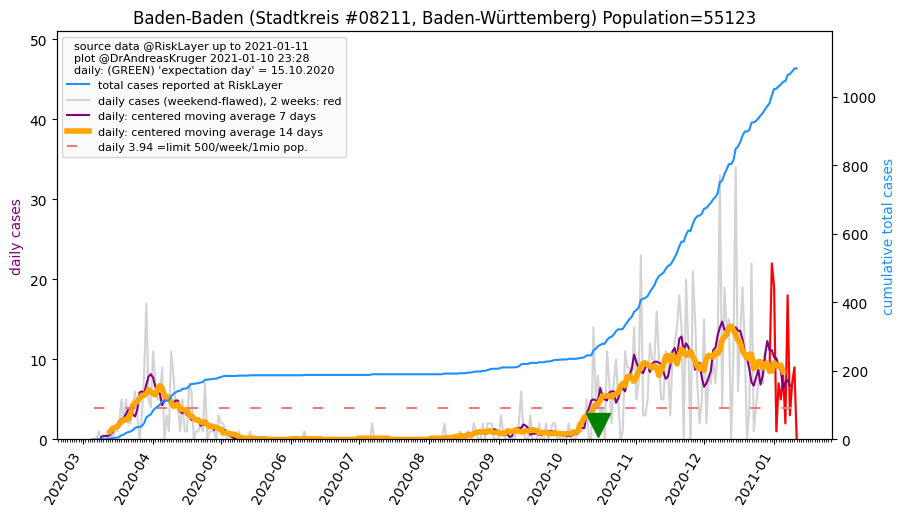 Baden-Baden (Stadtkreis #08211, Baden-Württemberg) Population=55123
source data @RiskLayer up to 2021-01-11
plot @DrAndreasKruger 2021-01-10 23:28
daily: (GREEN) 'expectation day' = 15.10.2020
total cases reported at RiskLayer
daily cases (weekend-flawed), 2 weeks: red
daily: centered moving average 7 days
daily: centered moving average 14 days
daily 3.94 =limit 500/week/1mio pop.
daily cases
50
40
30
20
10
0
cumulative total cases
1000
800
600
400
200
0
2020-03
2020-04
2020-05
2020-06
2020-07
2020-08
2020-09
2020-10
2020-11
2020-12
2021-01